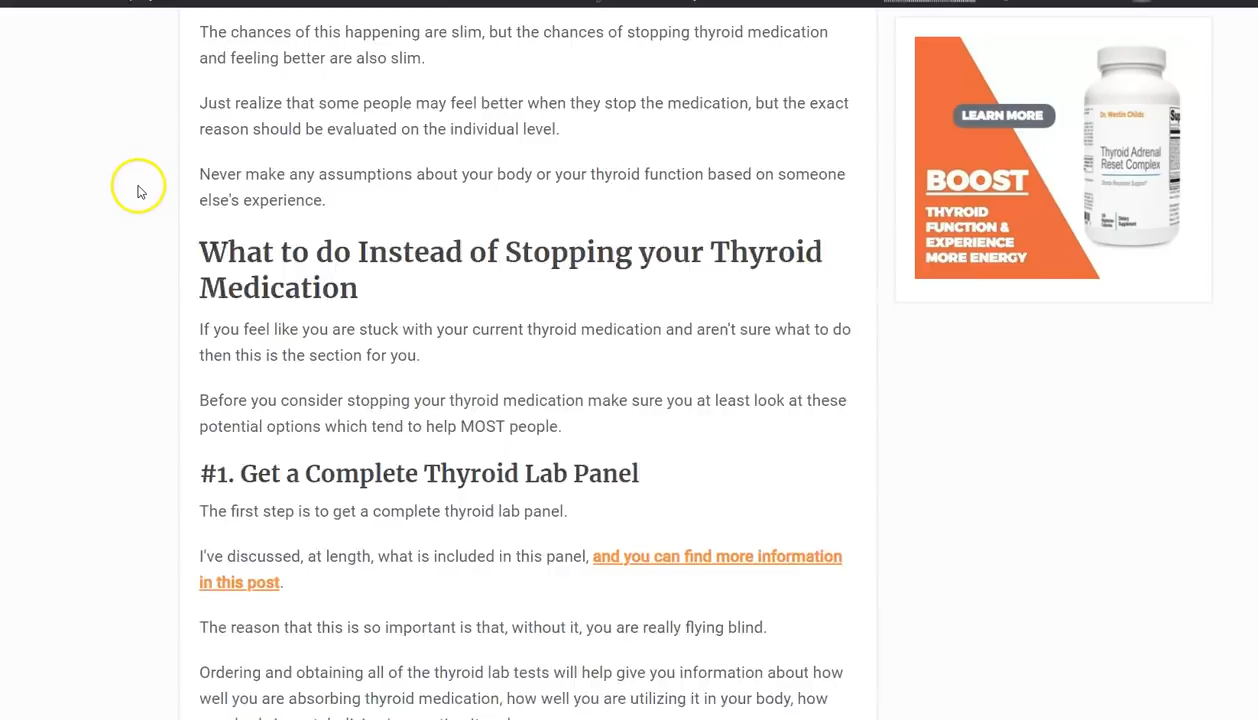 The chances of this happening are slim, but the chances of stopping thyroid medication
and feeling better are also slim.
Just realize that some people may feel better when they stop the medication, but the exact
reason should be evaluated on the individual level.
Never make any assumptions about your body or your thyroid function based on someone
else's experience.
What to do Instead of Stopping your Thyroid
Medication
If you feel like you are stuck with your current thyroid medication and aren't sure what to do
then this is the section for you.
Before you consider stopping your thyroid medication make sure you at least look at these
potential options which tend to help MOST people.
#1. Get a Complete Thyroid Lab Panel
The first step is to get a complete thyroid lab panel.
I've discussed, at length, what is included in this panel, and you can find more information
in this post.
The reason that this is so important is that, without it, you are really flying blind.
Ordering and obtaining all of the thyroid lab tests will help give you information about how
well you are absorbing thyroid medication, how well you are utilizing it in your body, how
LEARN MORE
BOOST
THYROID
FUNCTION &
EXPERIENCE
MORE ENERGY
Dr. Westin Childs
Thyroid Adrenal
Reset Complex